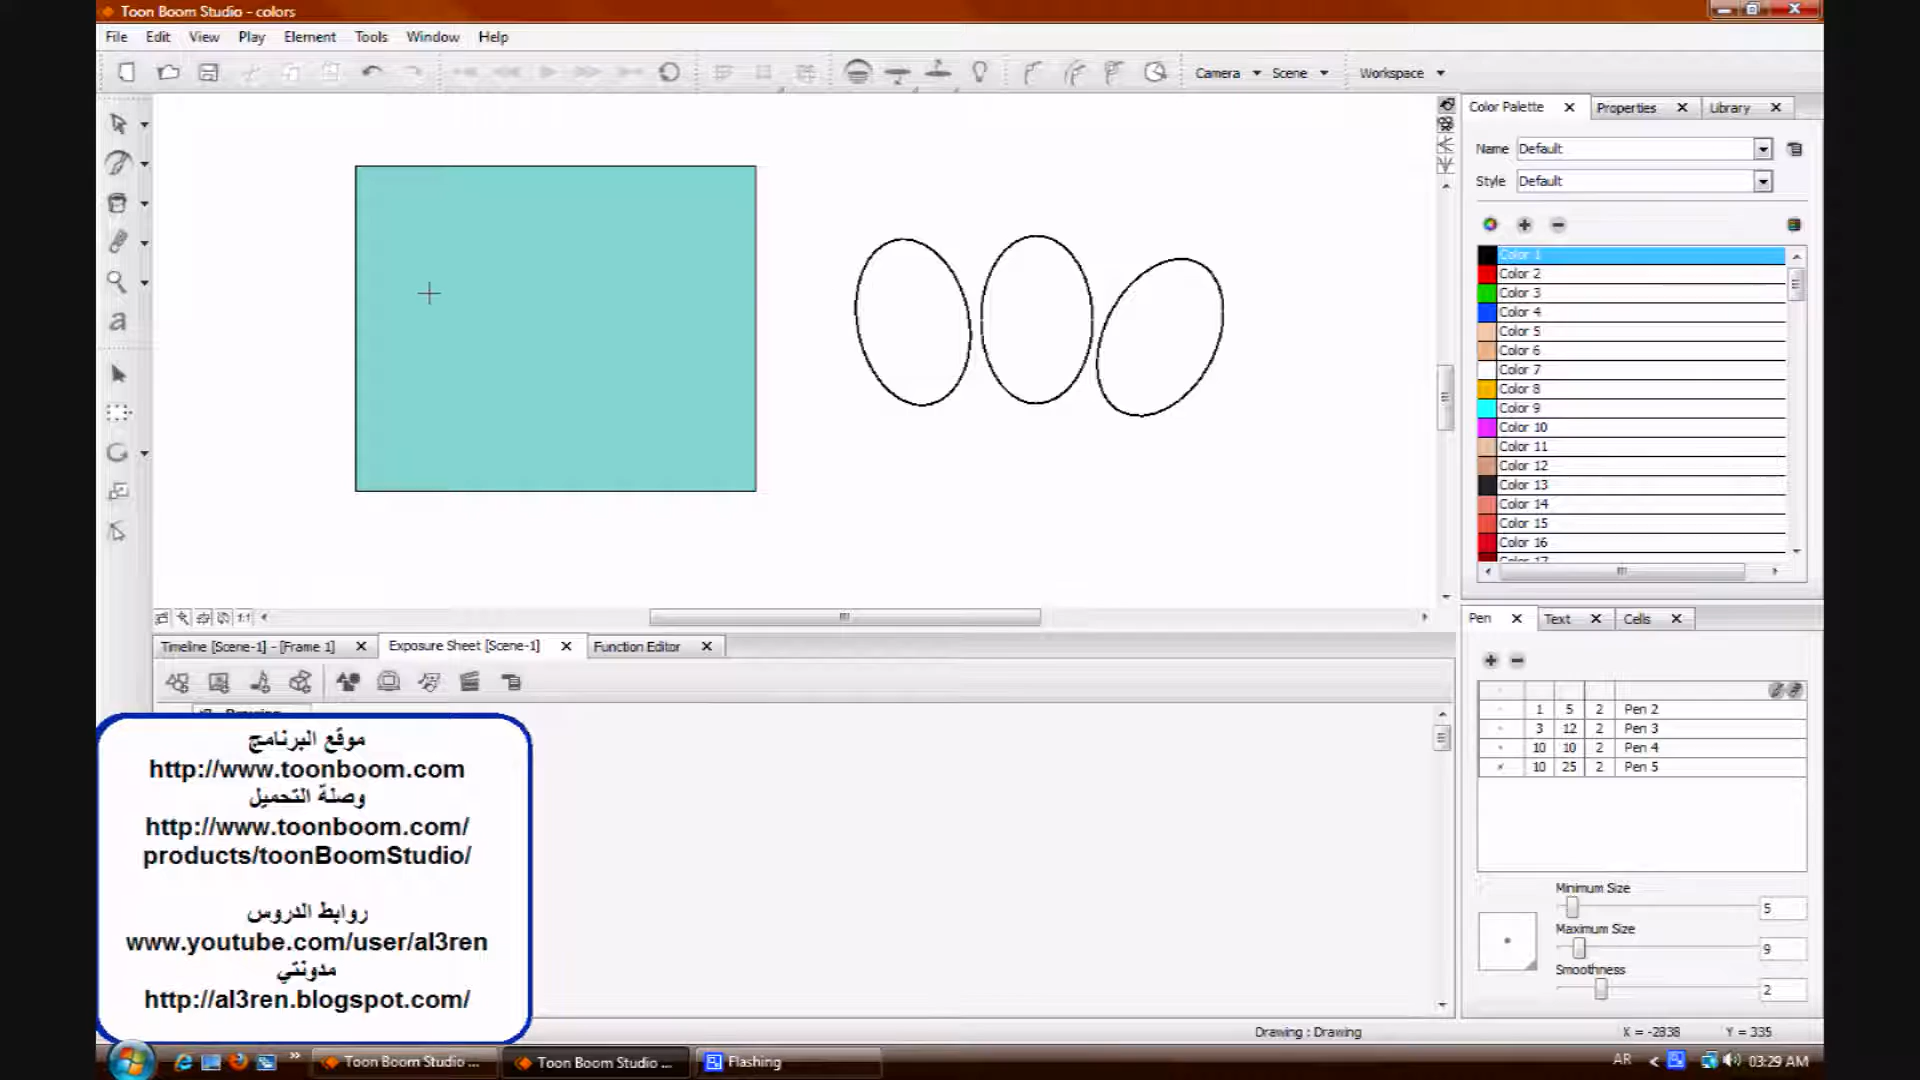 Toon Boom Studio - colors
File Edit View Play Element Tools Window Help
Camera Scene Workspace
Color Palette Properties Library
Name Default
Style Default
Color 1
Color 2
Color 3
Color 4
Color 5
Color 6
Color 7
Color 8
Color 9
Color 10
Color 11
Color 12
Color 13
Color 14
Color 15
Color 16
Color 17
1:1
Timeline [Scene-1] - [Frame 1] Exposure Sheet [Scene-1] Function Editor
Drawing
Pen Text Cells
1 5 2 Pen 2
3 12 2 Pen 3
10 10 2 Pen 4
10 25 2 Pen 5
Minimum Size
5
Maximum Size
9
Smoothness
2
موقع البرنامج
http://www.toonboom.com
وصلة التحميل
http://www.toonboom.com/
products/toonBoomStudio/
روابط الدروس
www.youtube.com/user/al3ren
مدونتي
http://al3ren.blogspot.com/
Drawing : Drawing X = -2838 Y = 335
Toon Boom Studio ... Toon Boom Studio ... Flashing AR 03:29 AM